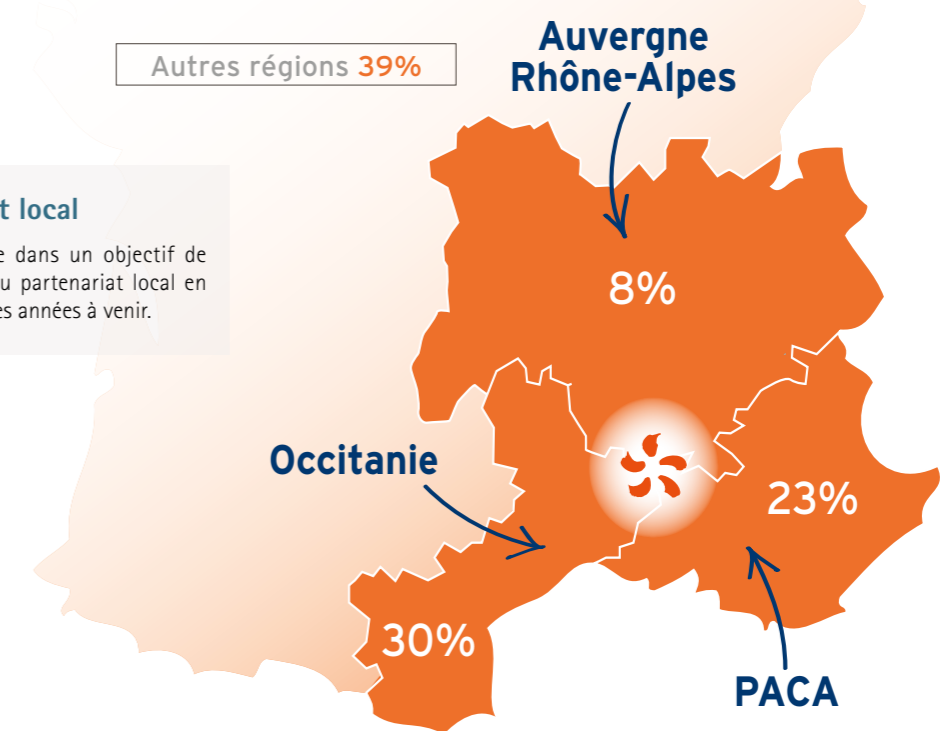 Auvergne
Rhône-Alpes
Autres régions 39%
t local
e dans un objectif de
u partenariat local en
es années à venir.
8%
Occitanie
23%
30%
PACA